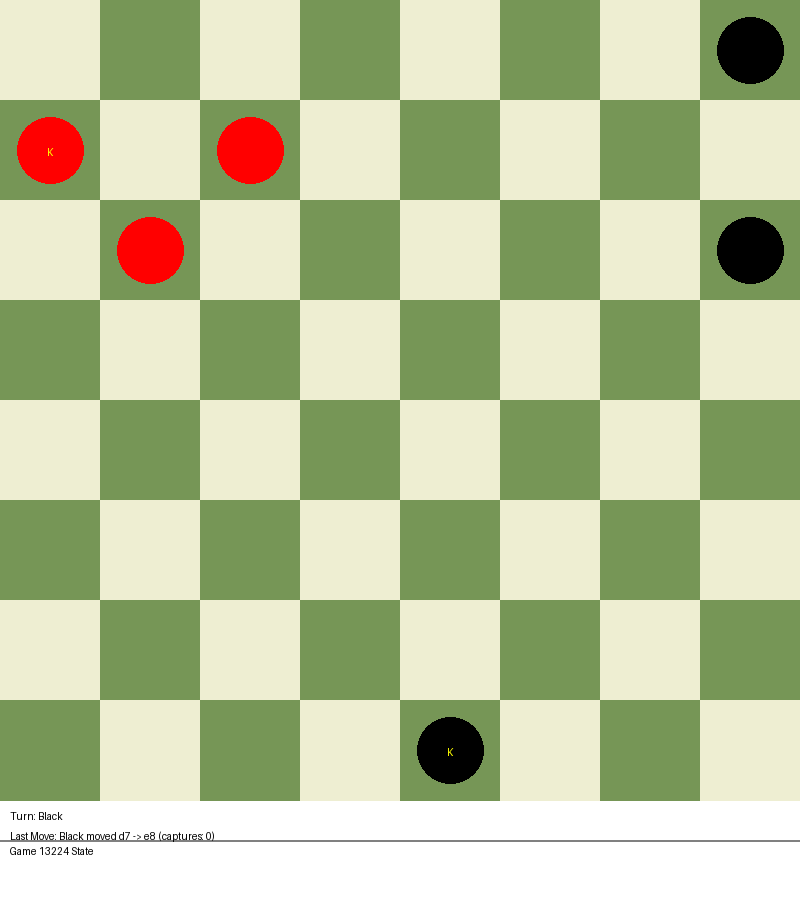 K
K
Turn: Black
Last Move: Black moved d7 -> e8 (captures: 0)
Game 13224 State